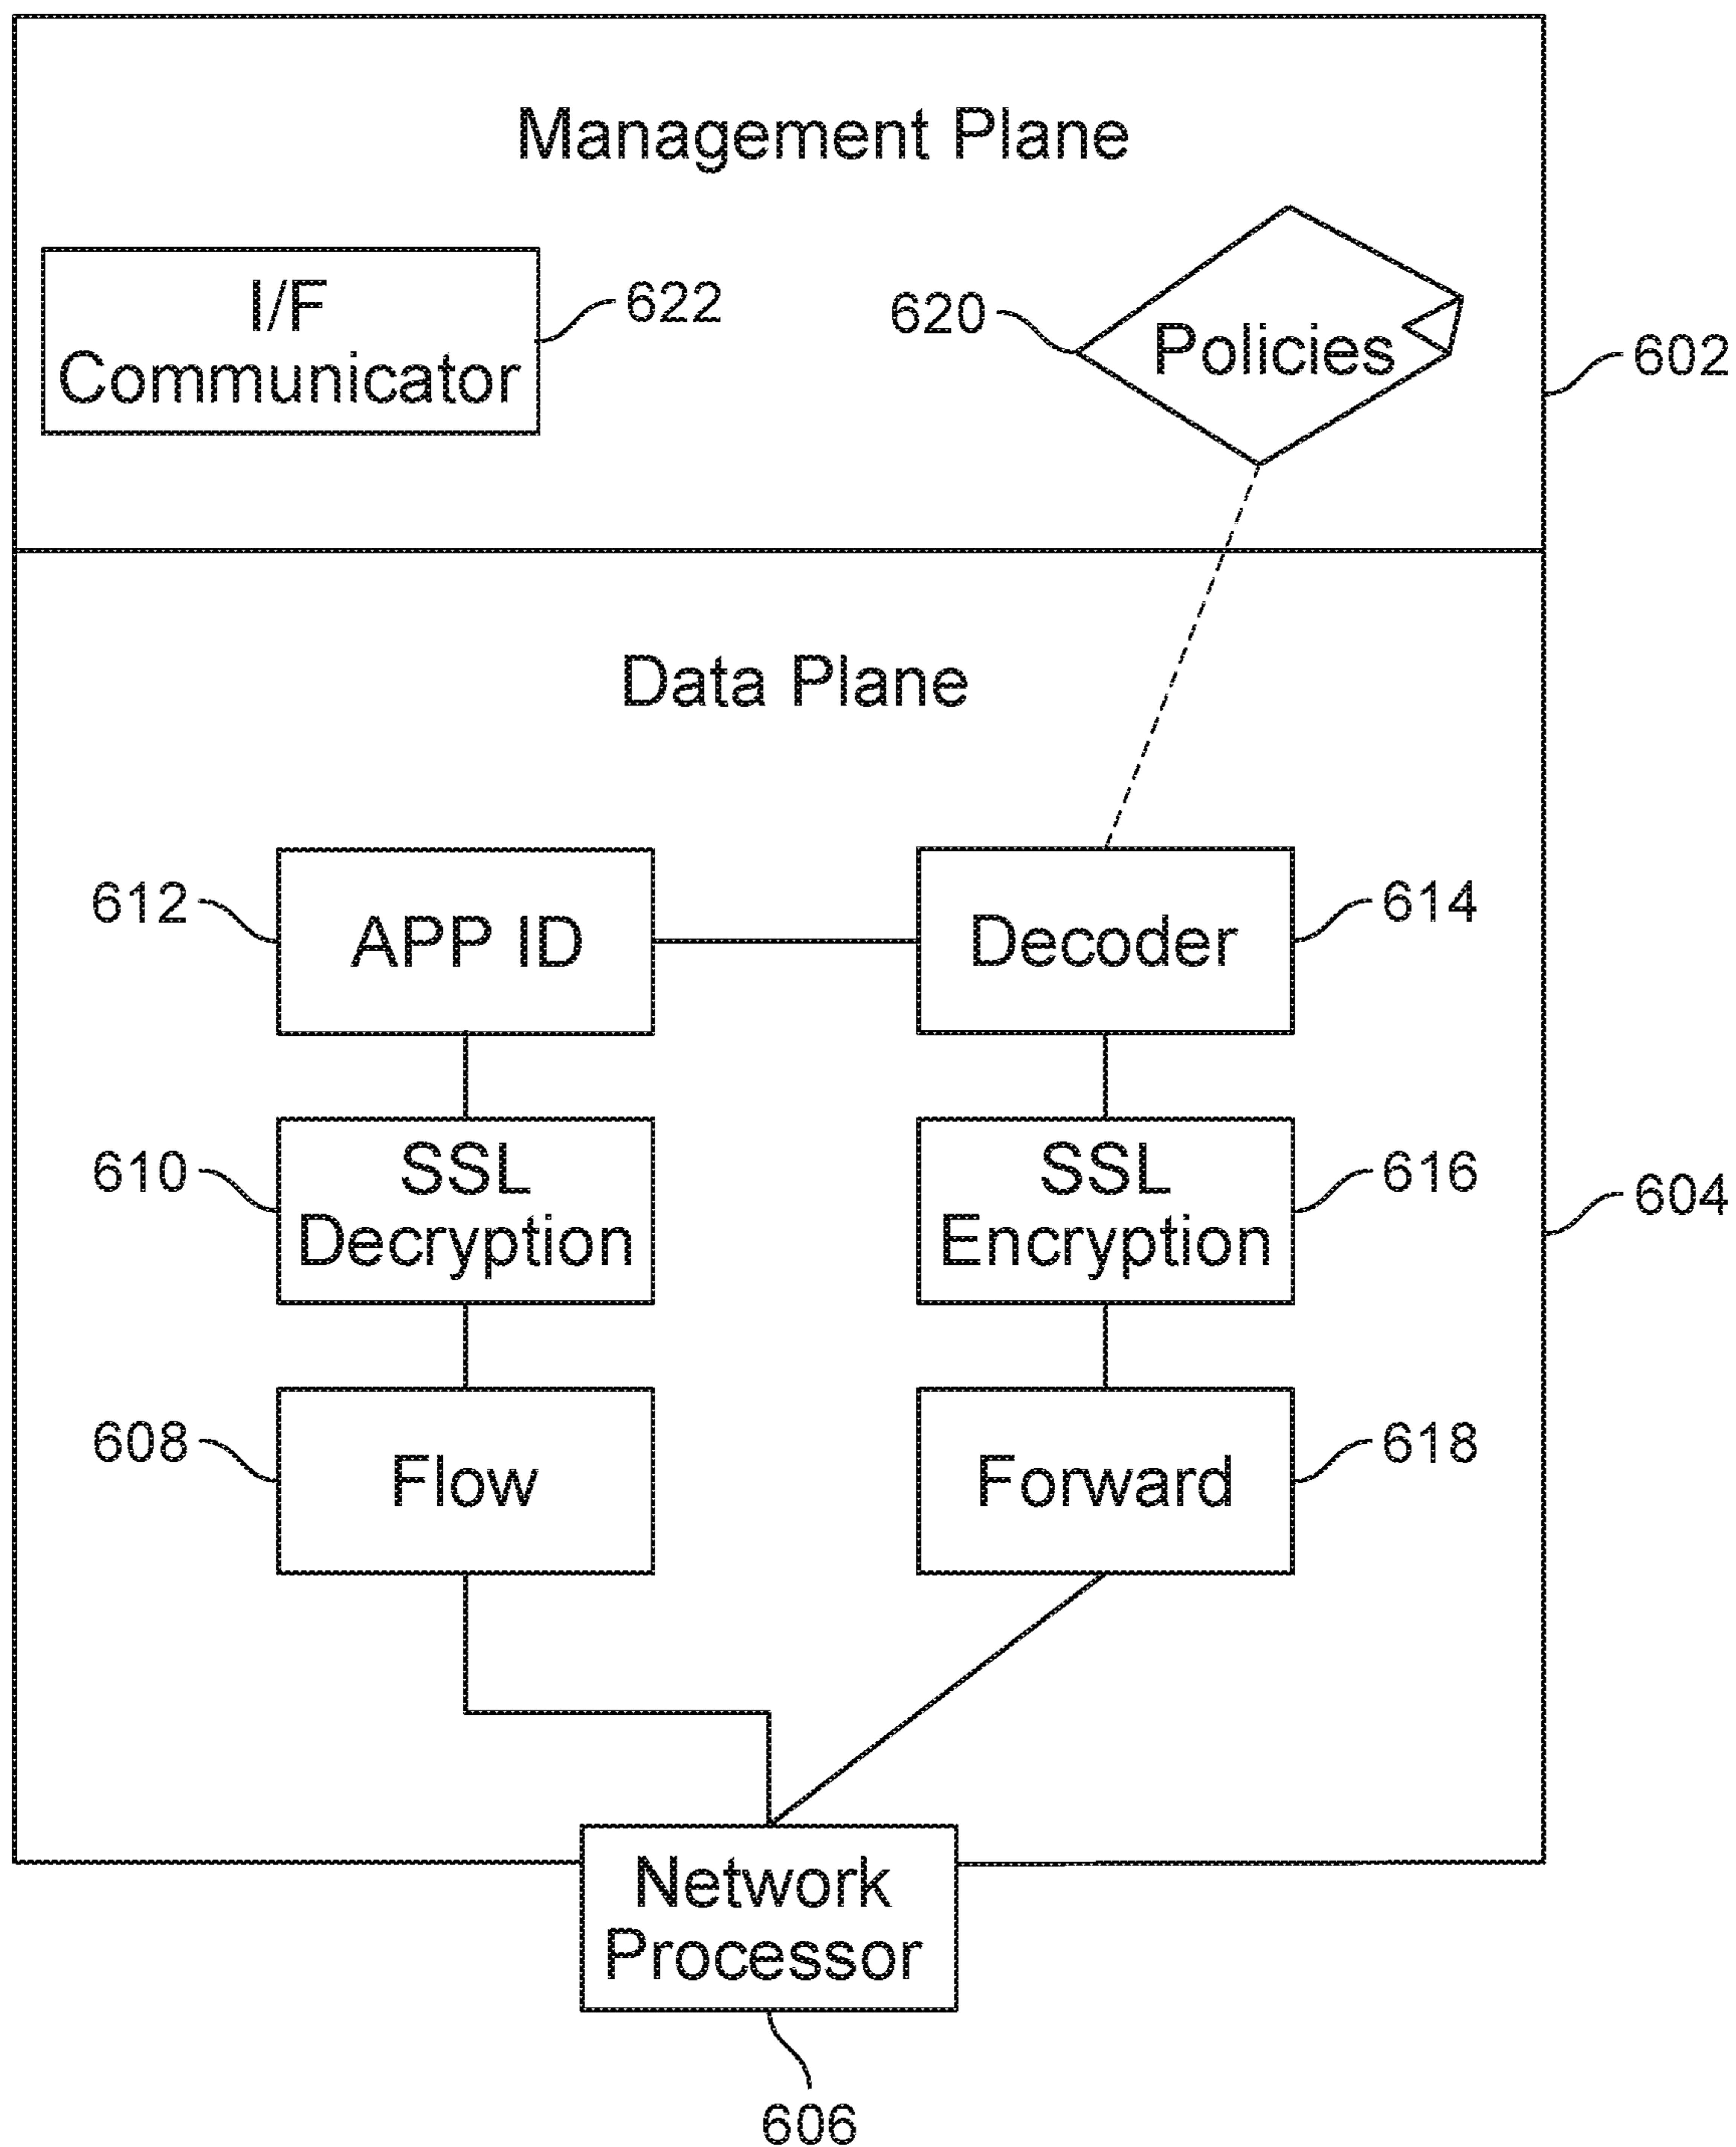 Management Plane
I/F
Communicator
622
620
Policies
602
Data Plane
612
APP ID
Decoder
614
610
SSL
Decryption
SSL
Encryption
616
604
608
Flow
Forward
618
Network
Processor
606